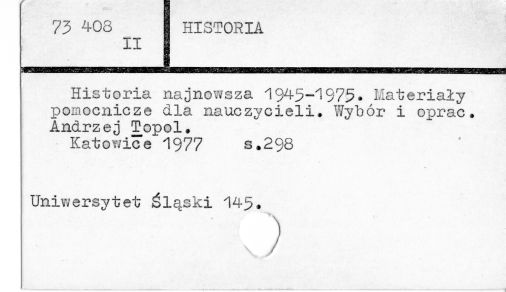 73 408
II
HISTORIA
Historia najnowsza 1945-1975. Materiały
pomocnicze dla nauczycieli. Wybór i oprac.
Andrzej Topol.
Katowice 1977 s.298
Uniwersytet Śląski 145.